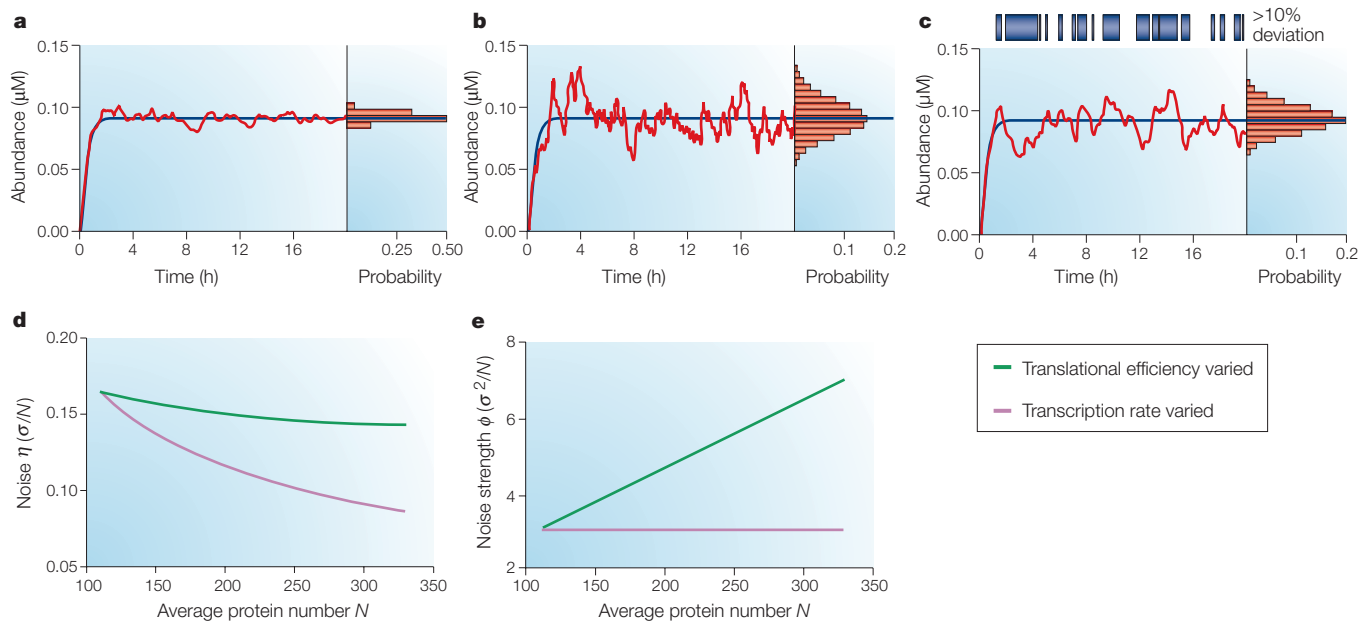 a
0.15
0.10
0.05
0.00
Abundance (µM)
0 4 8 12 16
0.25 0.50
Time (h)
Probability
b
0.15
0.10
0.05
0.00
Abundance (µM)
0 4 8 12 16
0.1 0.2
Time (h)
Probability
c
>10%
deviation
0.15
0.10
0.05
0.00
Abundance (µM)
0 4 8 12 16
0.1 0.2
Time (h)
Probability
d
0.20
0.15
0.10
0.05
Noise η (σ/N)
100 150 200 250 300 350
Average protein number N
e
8
6
4
2
Noise strength ϕ (σ²/N)
100 150 200 250 300 350
Average protein number N
Translational efficiency varied
Transcription rate varied